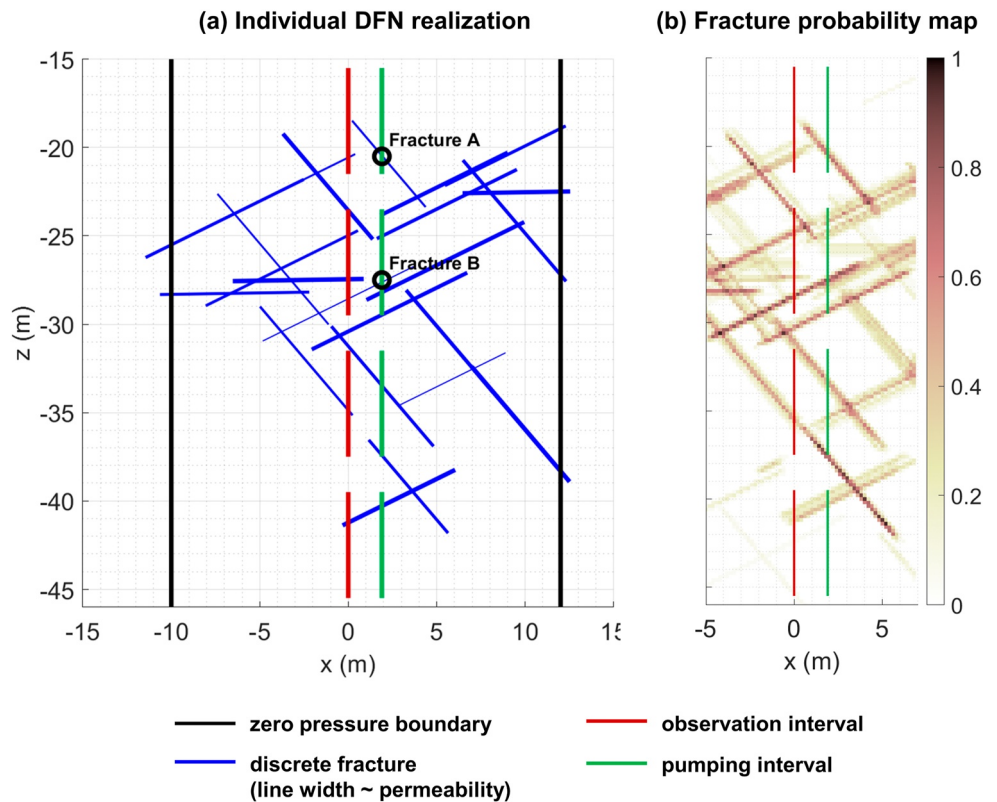 (a) Individual DFN realization
(b) Fracture probability map
-15
-20
-25
-30
-35
-40
-45
z (m)
-15
-10
-5
0
5
10
15
x (m)
Fracture A
Fracture B
-5
0
5
x (m)
1
0.8
0.6
0.4
0.2
0
zero pressure boundary
observation interval
discrete fracture
(line width ~ permeability)
pumping interval